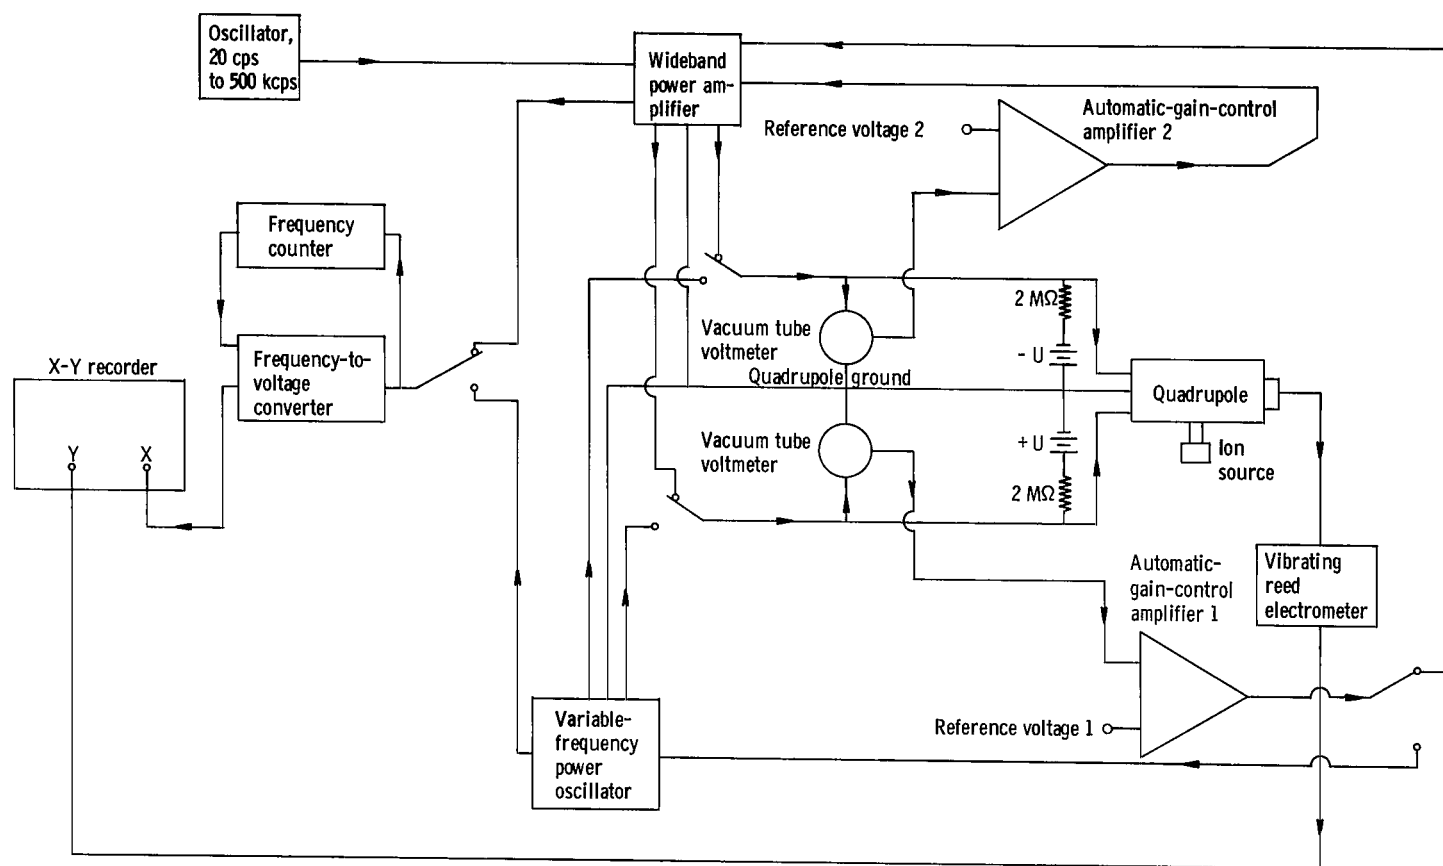 Oscillator,
20 cps
to 500 kcps
Wideband
power am-
plifier
Reference voltage 2
Automatic-gain-control
amplifier 2
Frequency
counter
2 MΩ
Vacuum tube
voltmeter
- U
X-Y recorder
Frequency-to-
voltage
converter
Quadrupole ground
Quadrupole
Y
X
Vacuum tube
voltmeter
+ U
Ion
source
2 MΩ
Automatic-
gain-control
amplifier 1
Vibrating
reed
electrometer
Variable-
frequency
power
oscillator
Reference voltage 1